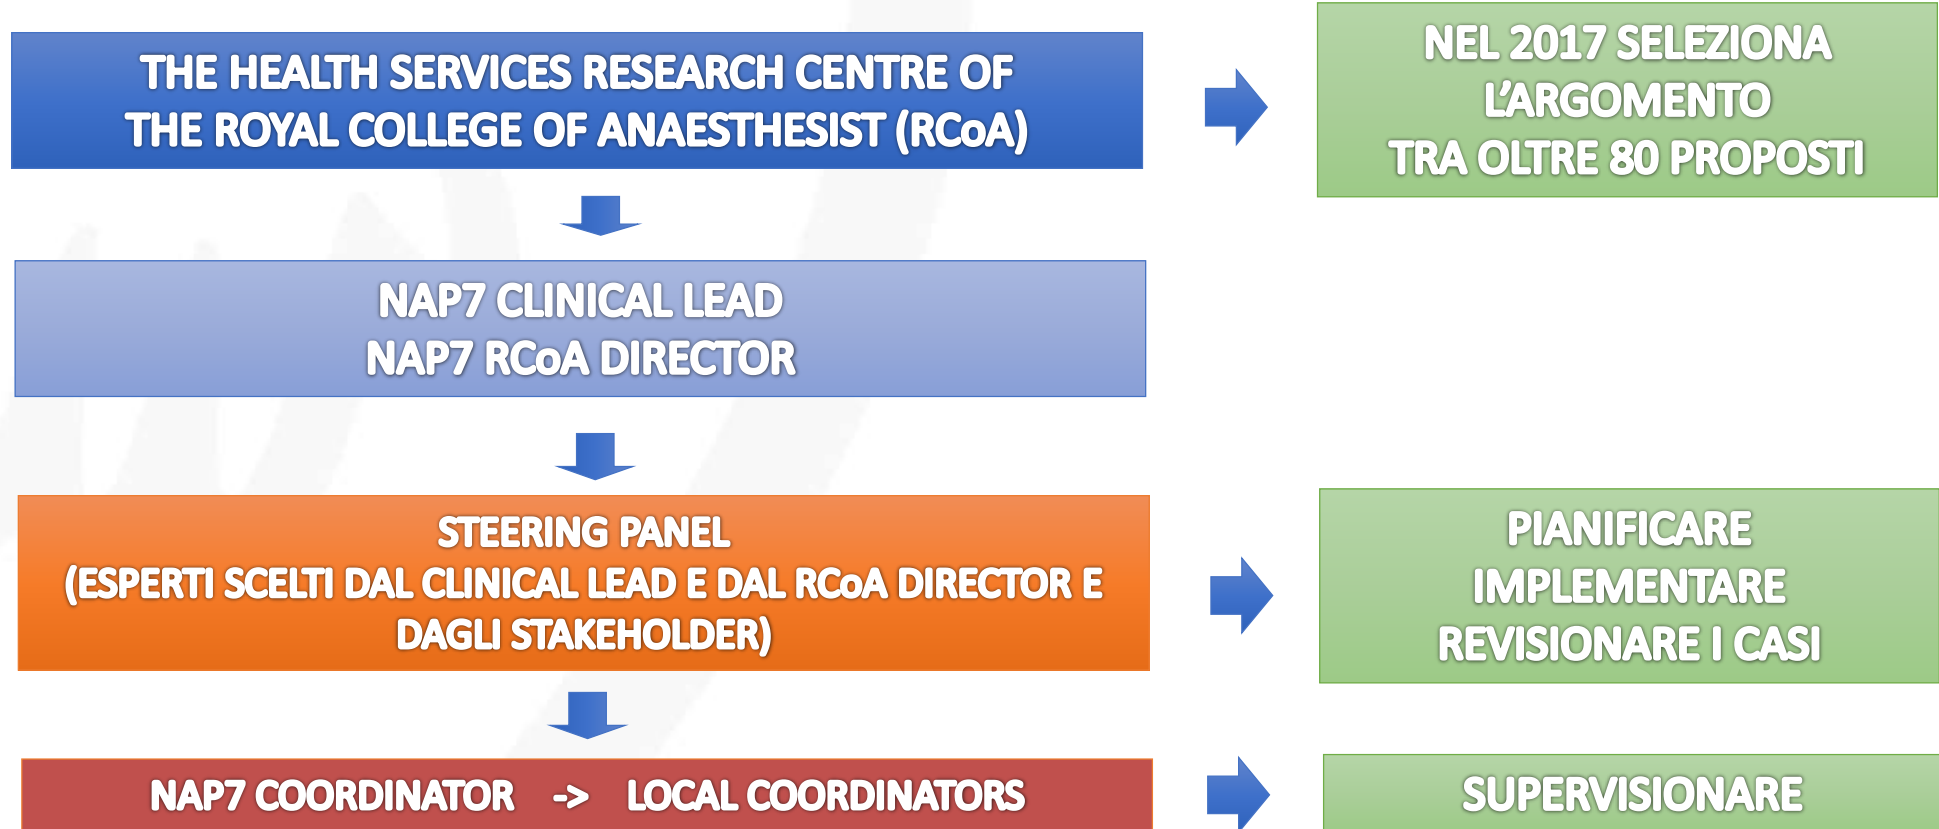 THE HEALTH SERVICES RESEARCH CENTRE OF
THE ROYAL COLLEGE OF ANAESTHESIST (RCoA)
NEL 2017 SELEZIONA
L'ARGOMENTO
TRA OLTRE 80 PROPOSTI
NAP7 CLINICAL LEAD
NAP7 RCoA DIRECTOR
STEERING PANEL
(ESPERTI SCELTI DAL CLINICAL LEAD E DAL RCoA DIRECTOR E
DAGLI STAKEHOLDER)
PIANIFICARE
IMPLEMENTARE
REVISIONARE I CASI
NAP7 COORDINATOR -> LOCAL COORDINATORS
SUPERVISIONARE